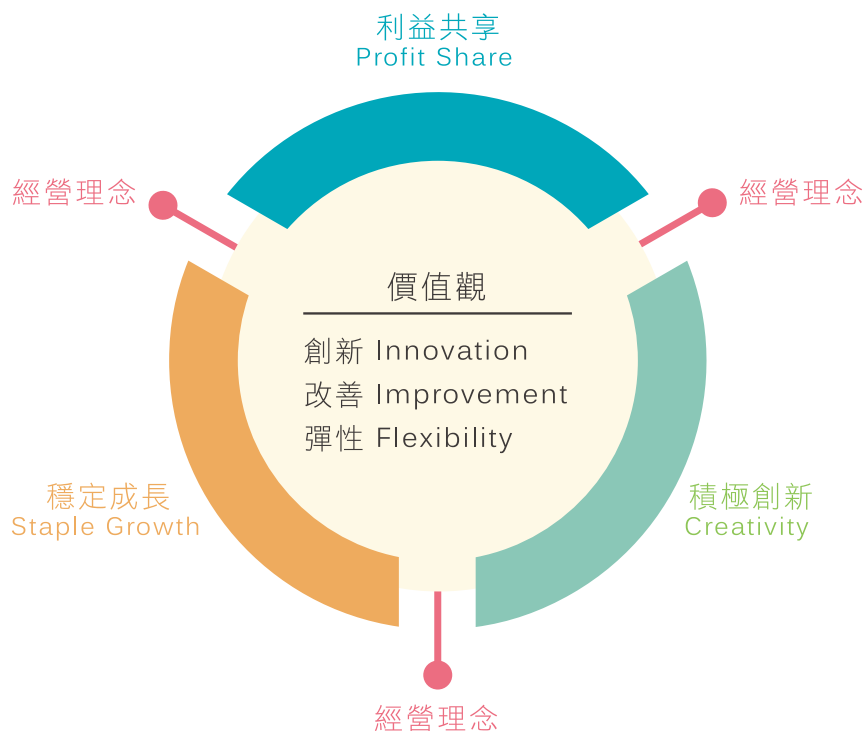 利益共享
Profit Share
經營理念
經營理念
價值觀
創新 Innovation
改善 Improvement
彈性 Flexibility
穩定成長
Staple Growth
積極創新
Creativity
經營理念